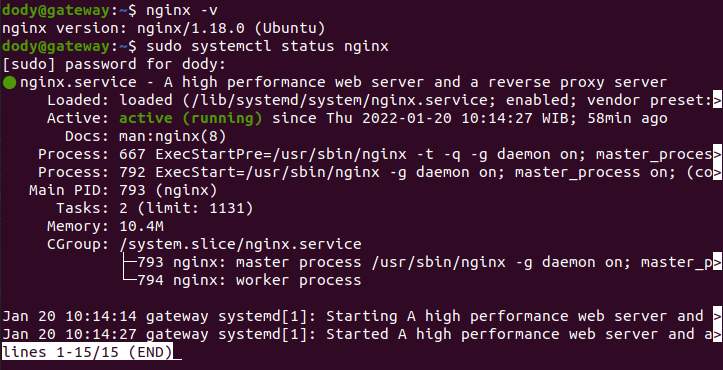 dody@gateway:~$ nginx -v
nginx version: nginx/1.18.0 (Ubuntu)
dody@gateway:~$ sudo systemctl status nginx
[sudo] password for dody:
● nginx.service - A high performance web server and a reverse proxy server
     Loaded: loaded (/lib/systemd/system/nginx.service; enabled; vendor preset:>
     Active: active (running) since Thu 2022-01-20 10:14:27 WIB; 58min ago
       Docs: man:nginx(8)
    Process: 667 ExecStartPre=/usr/sbin/nginx -t -q -g daemon on; master_proces>
    Process: 792 ExecStart=/usr/sbin/nginx -g daemon on; master_process on; (co>
   Main PID: 793 (nginx)
      Tasks: 2 (limit: 1131)
     Memory: 10.4M
     CGroup: /system.slice/nginx.service
             ├─793 nginx: master process /usr/sbin/nginx -g daemon on; master_p>
             └─794 nginx: worker process
Jan 20 10:14:14 gateway systemd[1]: Starting A high performance web server and >
Jan 20 10:14:27 gateway systemd[1]: Started A high performance web server and a>
lines 1-15/15 (END)